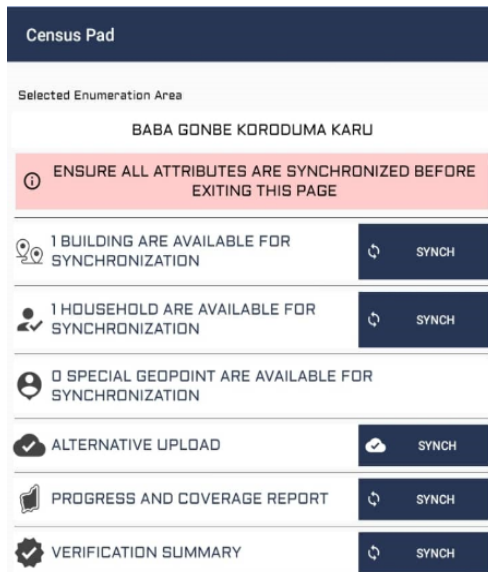 Census Pad
Selected Enumeration Area
BABA GONBE KORODUMA KARU
ENSURE ALL ATTRIBUTES ARE SYNCHRONIZED BEFORE
EXITING THIS PAGE
1 BUILDING ARE AVAILABLE FOR
SYNCHRONIZATION
SYNCH
1 HOUSEHOLD ARE AVAILABLE FOR
SYNCHRONIZATION
SYNCH
0 SPECIAL GEOPOINT ARE AVAILABLE FOR
SYNCHRONIZATION
ALTERNATIVE UPLOAD
SYNCH
PROGRESS AND COVERAGE REPORT
SYNCH
VERIFICATION SUMMARY
SYNCH